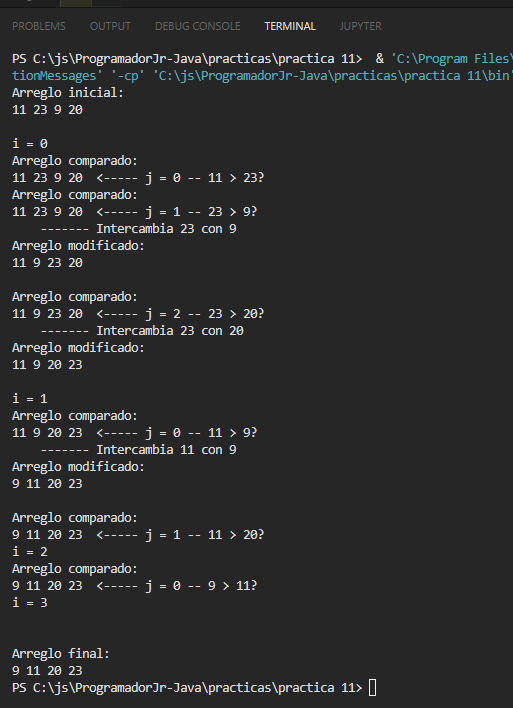 PROBLEMS OUTPUT DEBUG CONSOLE TERMINAL JUPYTER
PS C:\js\ProgramadorJr-Java\practicas\practica 11> & 'C:\Program Files\
tionMessages' '-cp' 'C:\js\ProgramadorJr-Java\practicas\practica 11\bin'
Arreglo inicial:
11 23 9 20
i = 0
Arreglo comparado:
11 23 9 20 <----- j = 0 -- 11 > 23?
Arreglo comparado:
11 23 9 20 <----- j = 1 -- 23 > 9?
------- Intercambia 23 con 9
Arreglo modificado:
11 9 23 20
Arreglo comparado:
11 9 23 20 <----- j = 2 -- 23 > 20?
------- Intercambia 23 con 20
Arreglo modificado:
11 9 20 23
i = 1
Arreglo comparado:
11 9 20 23 <----- j = 0 -- 11 > 9?
------- Intercambia 11 con 9
Arreglo modificado:
9 11 20 23
Arreglo comparado:
9 11 20 23 <----- j = 1 -- 11 > 20?
i = 2
Arreglo comparado:
9 11 20 23 <----- j = 0 -- 9 > 11?
i = 3
Arreglo final:
9 11 20 23
PS C:\js\ProgramadorJr-Java\practicas\practica 11>